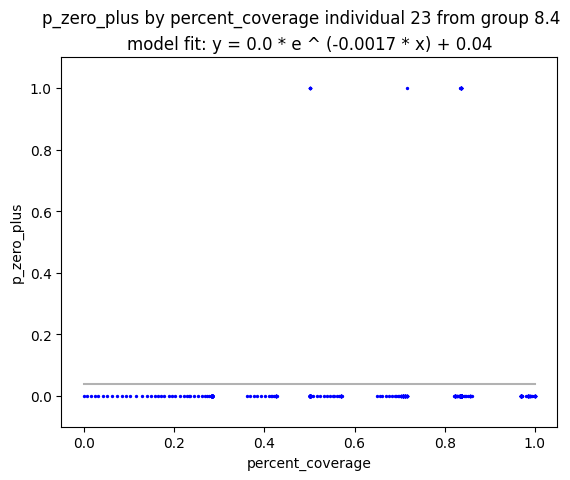 p_zero_plus by percent_coverage individual 23 from group 8.4
model fit: y = 0.0 * e ^ (-0.0017 * x) + 0.04
1.0
0.8
0.6
0.4
0.2
0.0
p_zero_plus
0.0 0.2 0.4 0.6 0.8 1.0
percent_coverage